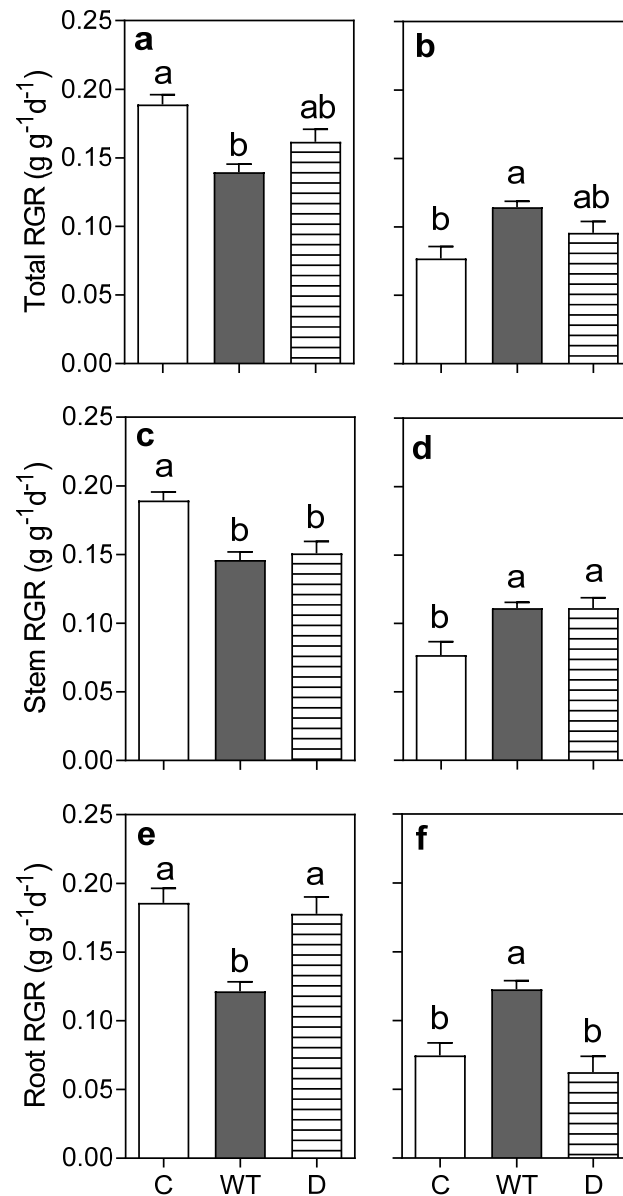 0.25
0.20
0.15
0.10
0.05
0.00
Total RGR (g g⁻¹d⁻¹)
a
a
b
ab
b
b
a
ab
0.25
0.20
0.15
0.10
0.05
0.00
Stem RGR (g g⁻¹d⁻¹)
c
a
b
b
d
b
a
a
0.25
0.20
0.15
0.10
0.05
0.00
Root RGR (g g⁻¹d⁻¹)
e
a
b
a
f
b
a
b
C WT D C WT D